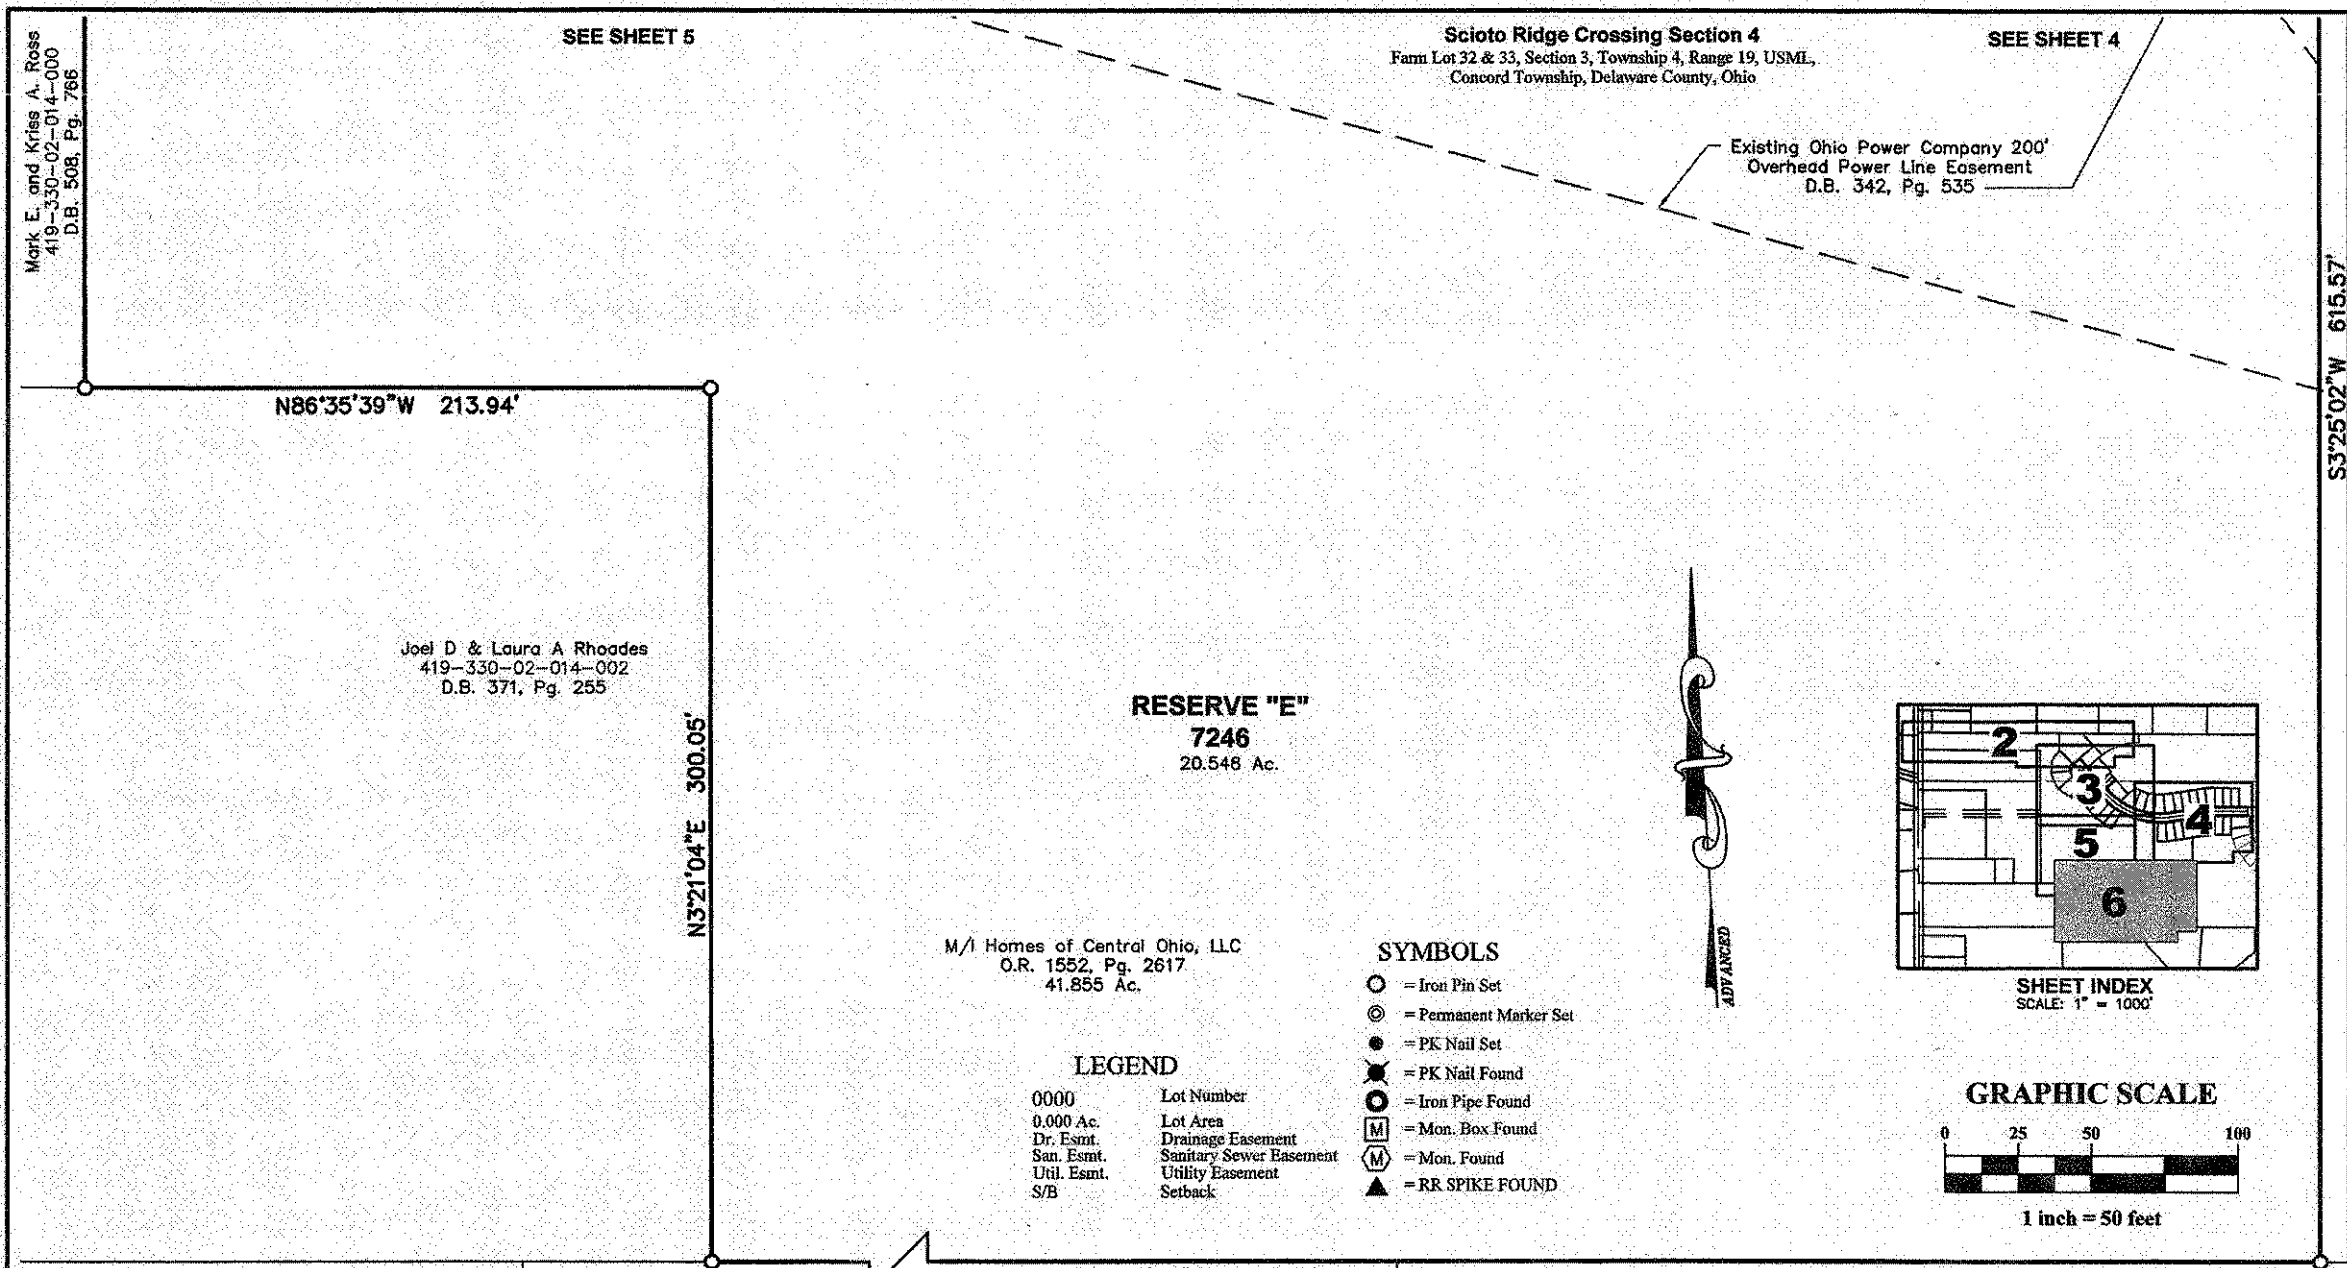 SEE SHEET 5
Scioto Ridge Crossing Section 4
Farm Lot 32 & 33, Section 3, Township 4, Range 19, USML,
Concord Township, Delaware County, Ohio
SEE SHEET 4
Mark E. and Kriss A. Ross
419-330-02-014-000
D.B. 508, Pg. 766
Existing Ohio Power Company 200'
Overhead Power Line Easement
D.B. 342, Pg. 535
S3°25'02"W 615.57'
N86°35'39"W 213.94'
Joel D & Laura A Rhoades
419-330-02-014-002
D.B. 371, Pg. 255
N3°21'04"E 300.05'
RESERVE "E"
7246
20.546 Ac.
M/I Homes of Central Ohio, LLC
O.R. 1552, Pg. 2617
41.855 Ac.
ADVANCED
2
3
4
5
6
SHEET INDEX
SCALE: 1" = 1000'
SYMBOLS
= Iron Pin Set
= Permanent Marker Set
= PK Nail Set
= PK Nail Found
= Iron Pipe Found
M = Mon. Box Found
M = Mon. Found
= RR SPIKE FOUND
LEGEND
0000 Lot Number
0.000 Ac. Lot Area
Dr. Esmt. Drainage Easement
San. Esmt. Sanitary Sewer Easement
Util. Esmt. Utility Easement
S/B Setback
GRAPHIC SCALE
0 25 50 100
1 inch = 50 feet